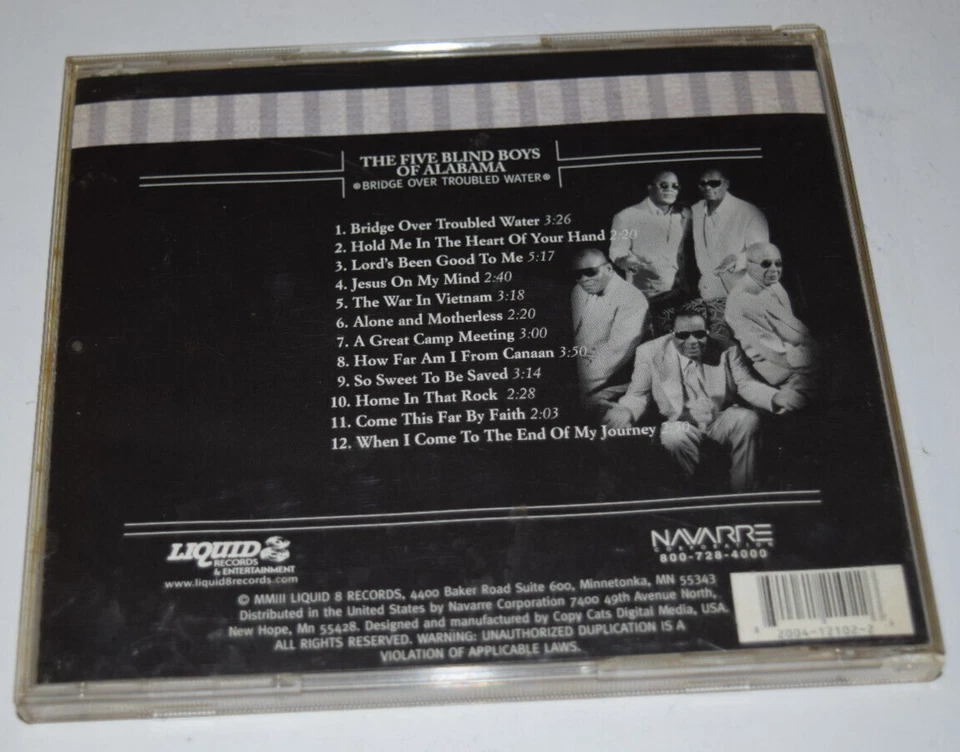 THE FIVE BLIND BOYS
OF ALABAMA
BRIDGE OVER TROUBLED WATER
1. Bridge Over Troubled Water 3:26
2. Hold Me In The Heart Of Your Hand 2:20
3. Lord's Been Good To Me 5:17
4. Jesus On My Mind 2:40
5. The War In Vietnam 3:18
6. Alone and Motherless 2:20
7. A Great Camp Meeting 3:00
8. How Far Am I From Canaan 3:50
9. So Sweet To Be Saved 3:14
10. Home In That Rock 2:28
11. Come This Far By Faith 2:03
12. When I Come To The End Of My Journey 2:50
LIQUID 8
RECORDS
& ENTERTAINMENT
www.liquid8records.com
NAVARRE
CORPORATION
800-728-4000
© MMIII LIQUID 8 RECORDS, 4400 Baker Road Suite 600, Minnetonka, MN 55343
Distributed in the United States by Navarre Corporation 7400 49th Avenue North,
New Hope, Mn 55428. Designed and manufactured by Copy Cats Digital Media, USA.
ALL RIGHTS RESERVED. WARNING: UNAUTHORIZED DUPLICATION IS A
VIOLATION OF APPLICABLE LAWS.
2004-12102-2